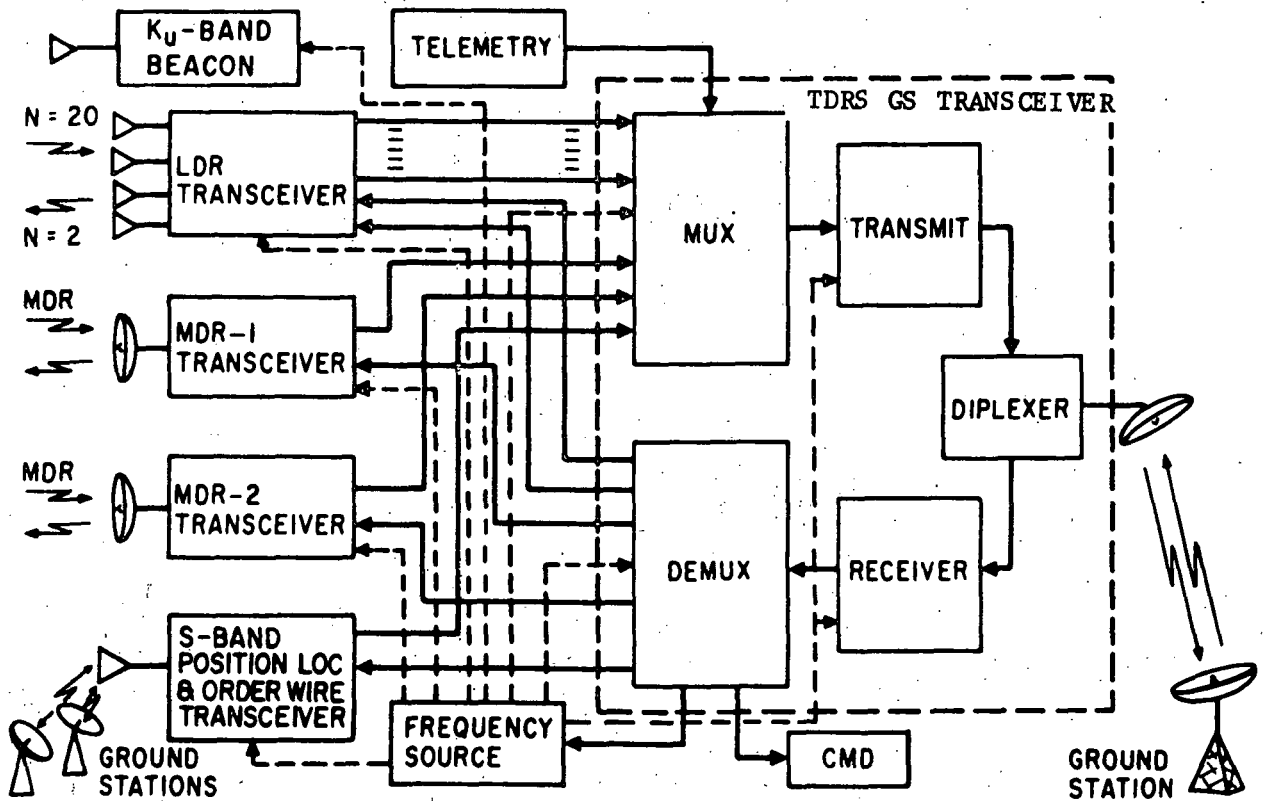 Ku-BAND
BEACON
TELEMETRY
TDRS GS TRANSCEIVER
N = 20
LDR
TRANSCEIVER
N = 2
MUX
TRANSMIT
MDR
MDR-1
TRANSCEIVER
DIPLEXER
MDR
MDR-2
TRANSCEIVER
DEMUX
RECEIVER
S-BAND
POSITION LOC
& ORDER WIRE
TRANSCEIVER
FREQUENCY
SOURCE
CMD
GROUND
STATIONS
GROUND
STATION